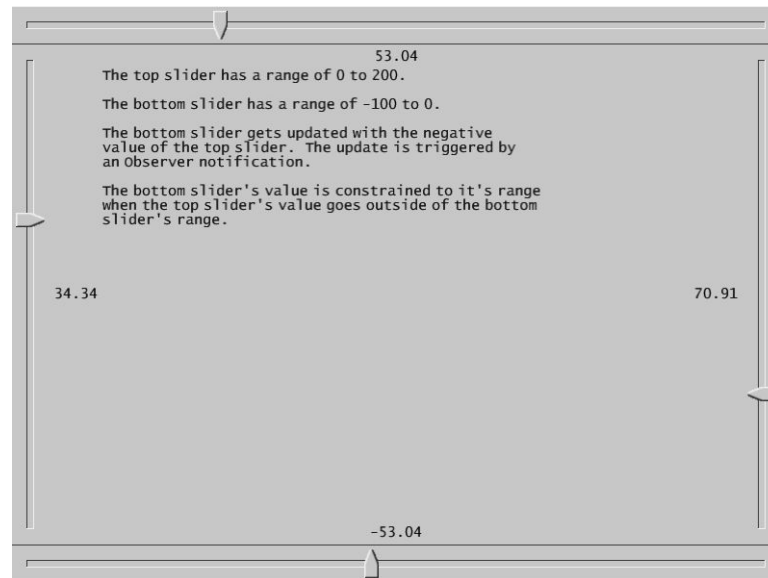 53.04
The top slider has a range of 0 to 200.
The bottom slider has a range of -100 to 0.
The bottom slider gets updated with the negative
value of the top slider. The update is triggered by
an Observer notification.
The bottom slider's value is constrained to it's range
when the top slider's value goes outside of the bottom
slider's range.
34.34
70.91
-53.04